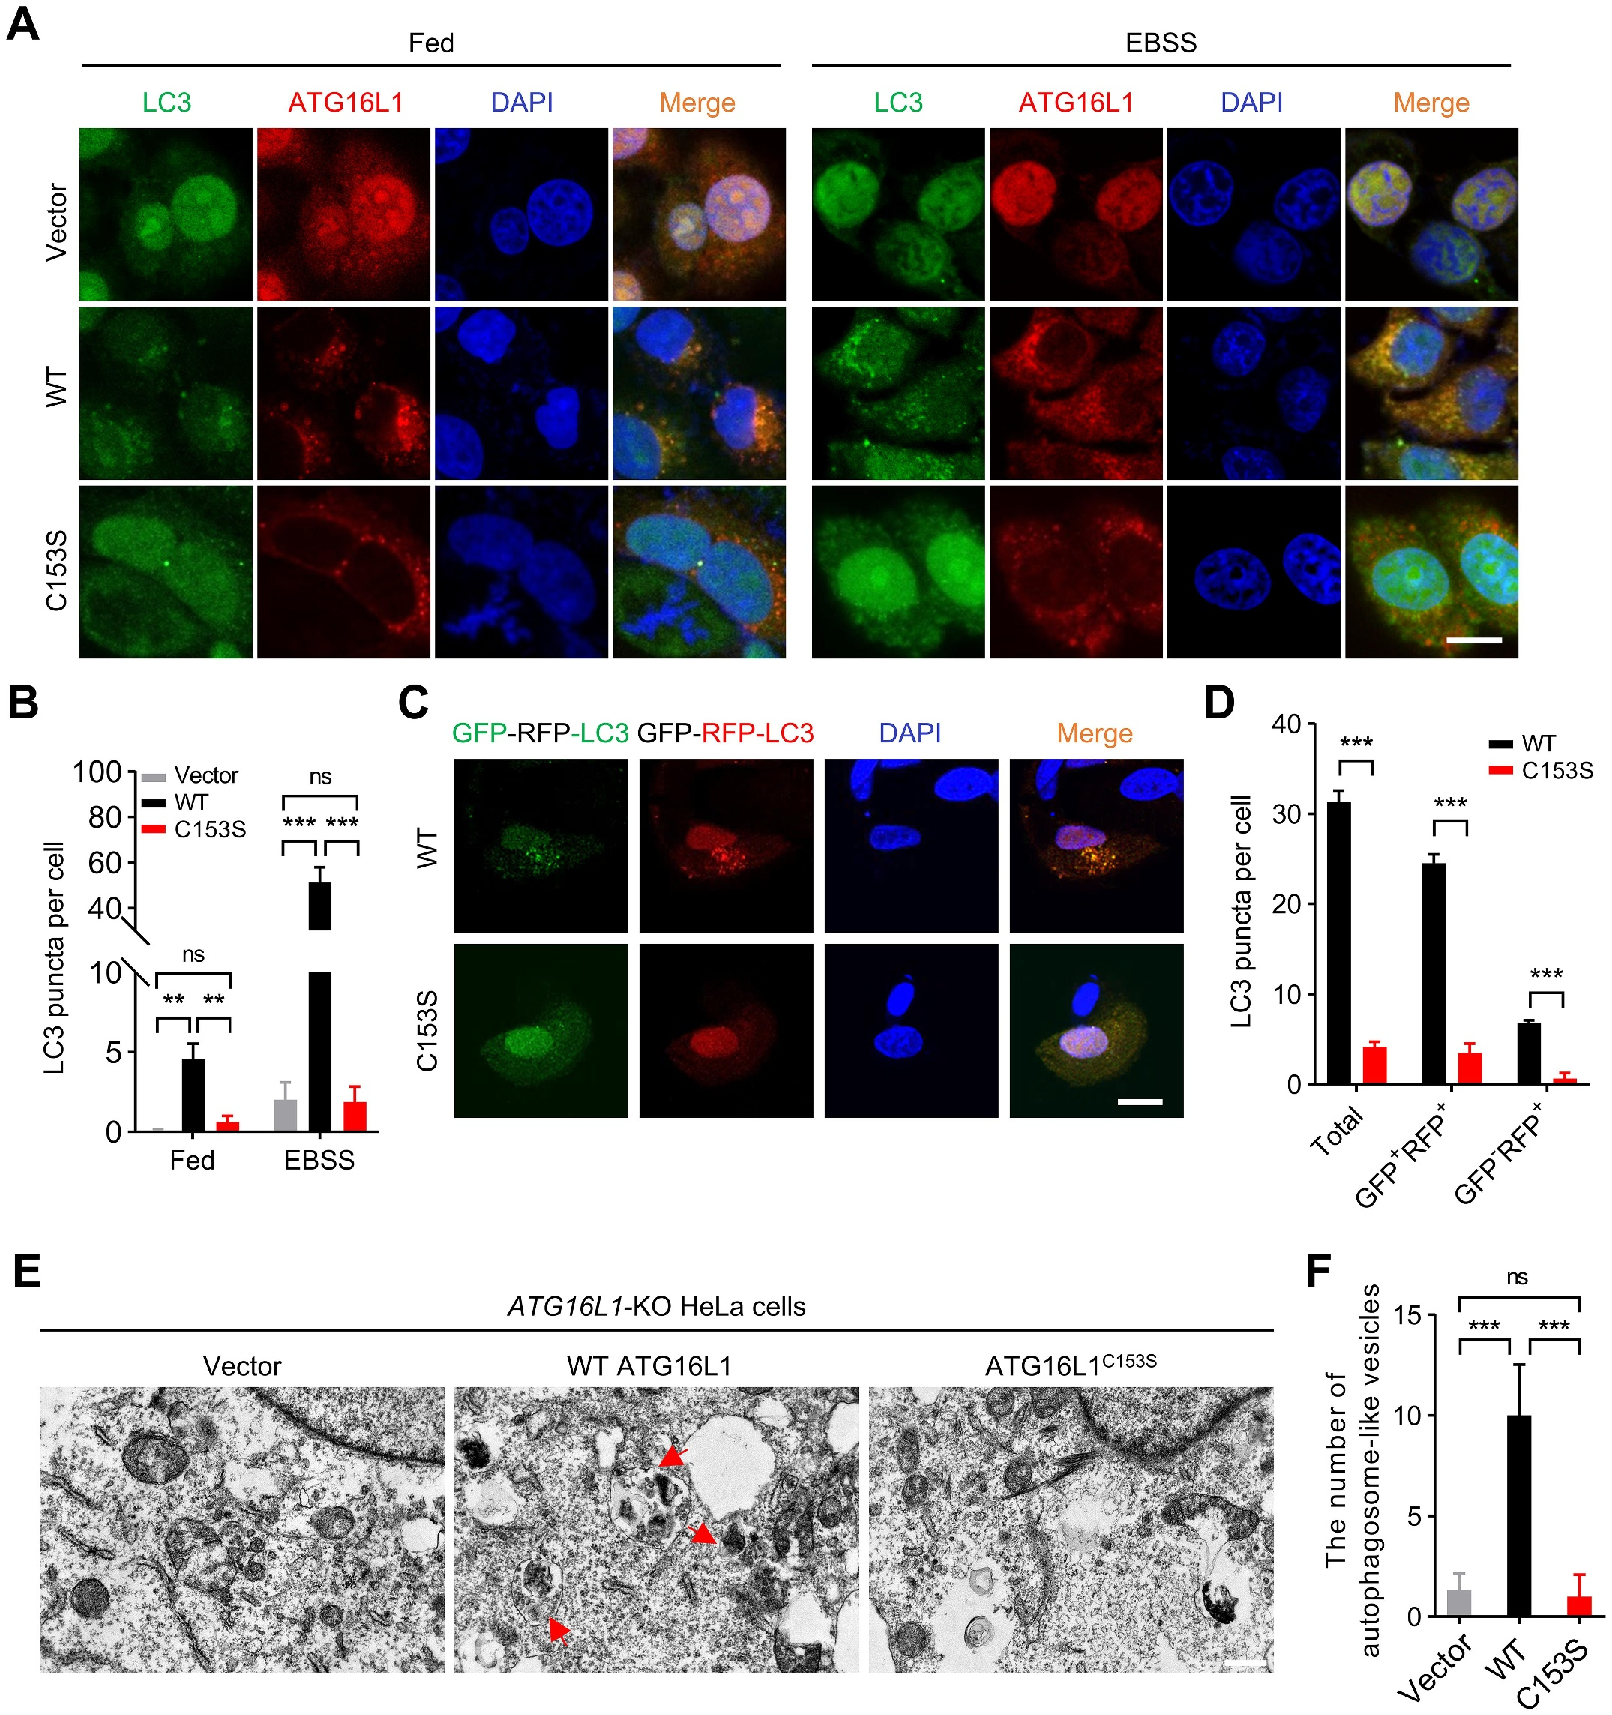 A
Fed
EBSS
LC3
ATG16L1
DAPI
Merge
LC3
ATG16L1
DAPI
Merge
Vector
WT
C153S
B
LC3 puncta per cell
100
80
60
40
10
5
0
Vector
WT
C153S
ns
** **
ns
*** ***
Fed
EBSS
C
GFP-RFP-LC3
GFP-RFP-LC3
DAPI
Merge
WT
C153S
D
LC3 puncta per cell
40
30
20
10
0
WT
C153S
***
***
***
Total
GFP⁺RFP⁺
GFP⁻RFP⁺
E
ATG16L1-KO HeLa cells
Vector
WT ATG16L1
ATG16L1ᶜ¹⁵³ˢ
F
The number of
autophagosome-like vesicles
15
10
5
0
ns
*** ***
Vector
WT
C153S